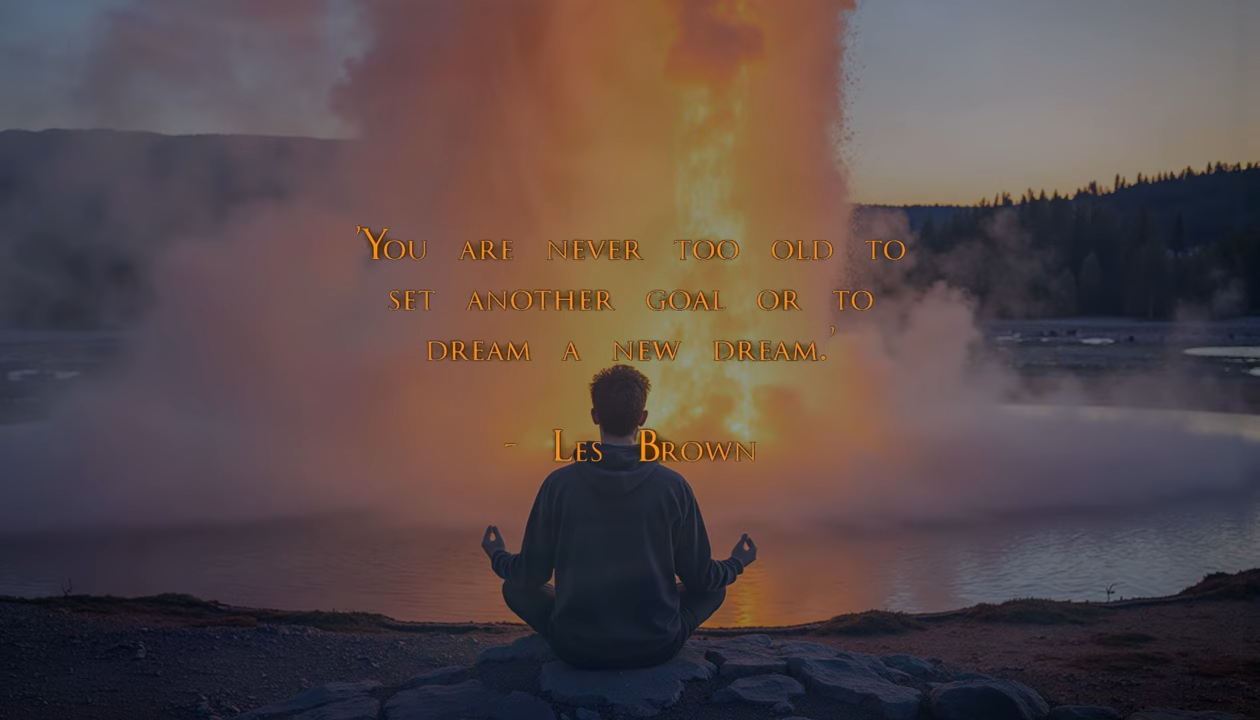 'You are never too old to
set another goal or to
dream a new dream.'
- Les Brown